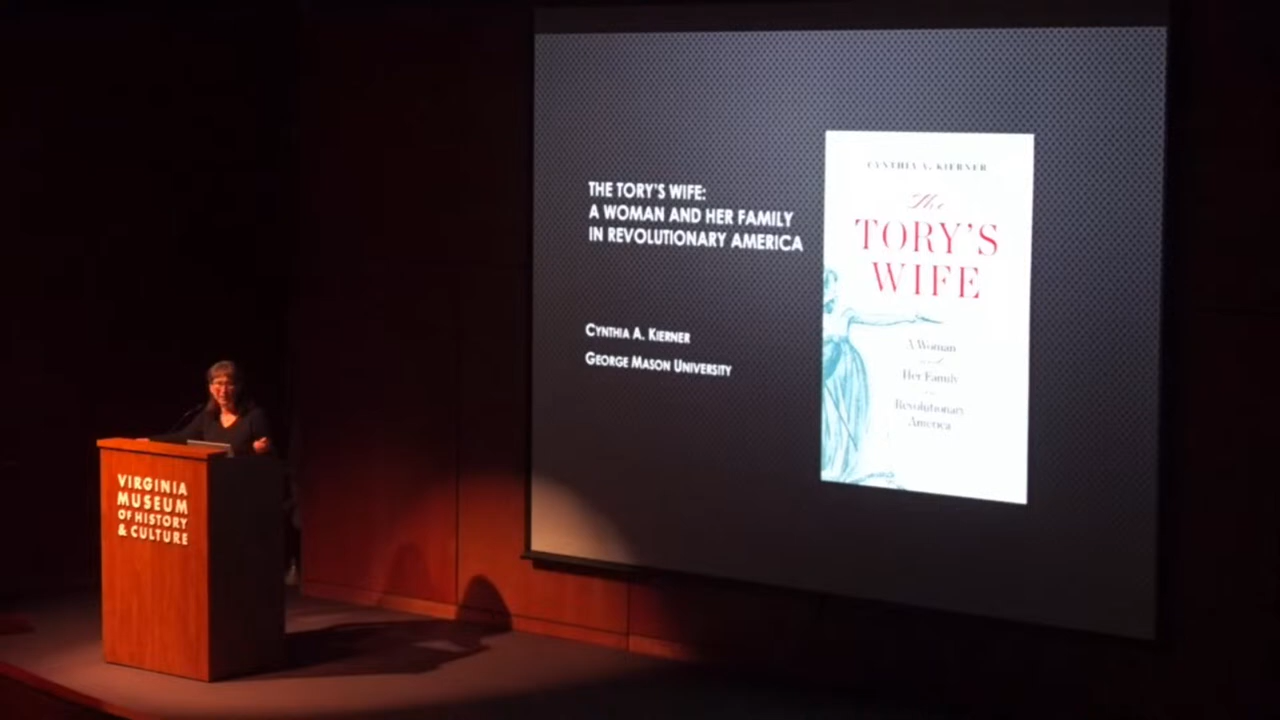 THE TORY'S WIFE:
A WOMAN AND HER FAMILY
IN REVOLUTIONARY AMERICA
CYNTHIA A. KIERNER
GEORGE MASON UNIVERSITY
CYNTHIA A. KIERNER
The
TORY'S
WIFE
A Woman
Her Family
Revolutionary
America
VIRGINIA
MUSEUM
OF HISTORY
& CULTURE